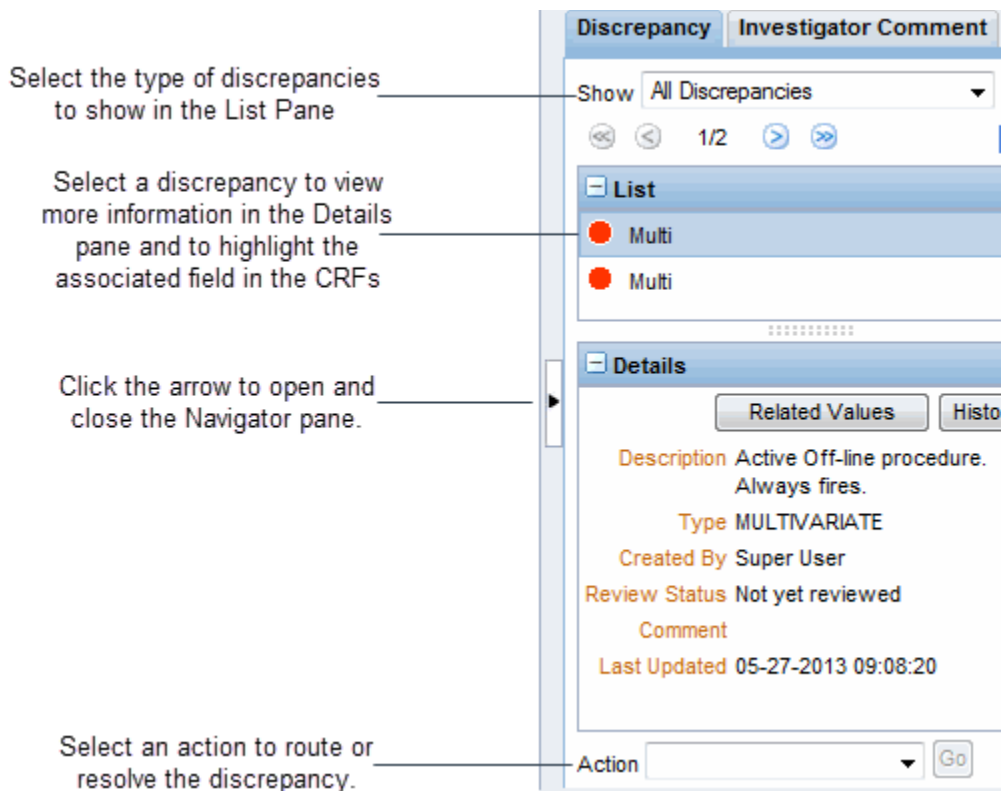 Discrepancy Investigator Comment
Select the type of discrepancies
to show in the List Pane
Show All Discrepancies
1/2
Select a discrepancy to view
more information in the Details
pane and to highlight the
associated field in the CRFs
List
Multi
Multi
Click the arrow to open and
close the Navigator pane.
Details
Related Values Histo
Description Active Off-line procedure.
Always fires.
Type MULTIVARIATE
Created By Super User
Review Status Not yet reviewed
Comment
Last Updated 05-27-2013 09:08:20
Select an action to route or
resolve the discrepancy.
Action Go